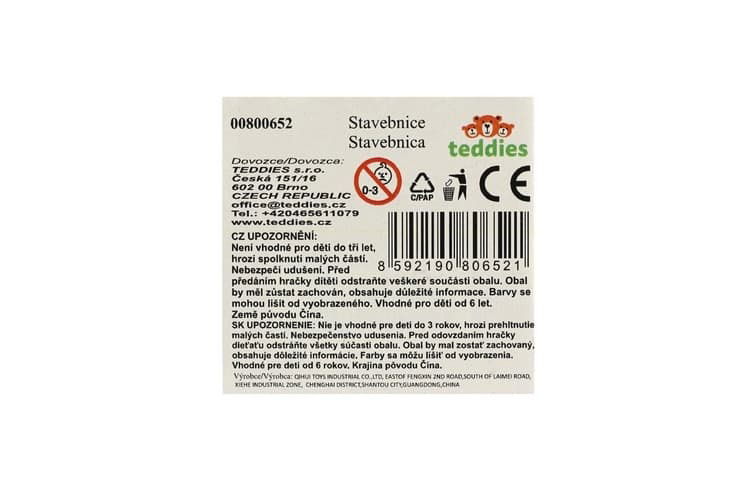 00800652
Stavebnice
Stavebnica
teddies
Dovozce/Dovozca:
TEDDIES s.r.o.
Česká 151/16
602 00 Brno
CZECH REPUBLIC
office@teddies.cz
Tel.: +420465611079
www.teddies.cz
0-3
C/PÁP
CE
8 592190 806521
CZ UPOZORNĚNÍ:
Není vhodné pro děti do tří let,
hrozí spolknutí malých částí.
Nebezpečí udušení. Před
předáním hračky dítěti odstraňte veškeré součásti obalu. Obal
by měl zůstat zachován, obsahuje důležité informace. Barvy se
mohou lišit od vyobrazeného. Vhodné pro děti od 6 let.
Země původu Čína.
SK UPOZORNENIE: Nie je vhodné pre deti do 3 rokov, hrozí prehltnutie
malých častí. Nebezpečenstvo udusenia. Pred odovzdaním hračky
dieťaťu odstráňte všetky súčasti obalu. Obal by mal zostať zachovaný,
obsahuje dôležité informácie. Farby sa môžu líšiť od vyobrazenia.
Vhodné pre deti od 6 rokov. Krajina pôvodu Čína.
Výrobce/Výrobca: QIHUI TOYS INDUSTRIAL CO.,LTD, EASTOF FENGXIN 2ND ROAD,SOUTH OF LAIMEI ROAD,
XIEHE INDUSTRIAL ZONE, CHENGHAI DISTRICT,SHANTOU CITY,GUANGDONG,CHINA